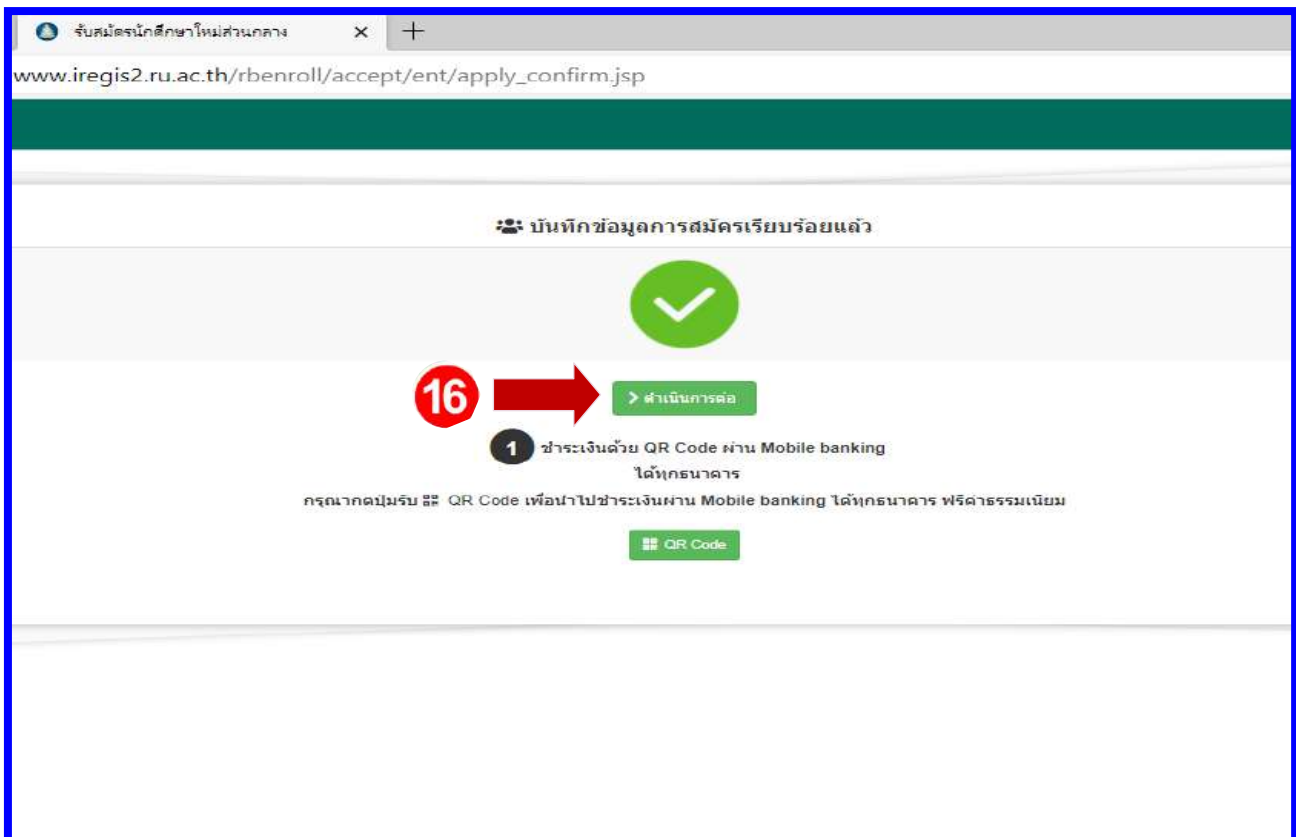 รับสมัครนักศึกษาใหม่ส่วนกลาง
www.iregis2.ru.ac.th/rbenroll/accept/ent/apply_confirm.jsp
บันทึกข้อมูลการสมัครเรียบร้อยแล้ว
16
ดำเนินการต่อ
1 ชำระเงินด้วย QR Code ผ่าน Mobile banking
ได้ทุกธนาคาร
กรุณากดปุ่มรับ QR Code เพื่อนำไปชำระเงินผ่าน Mobile banking ได้ทุกธนาคาร ฟรีค่าธรรมเนียม
QR Code